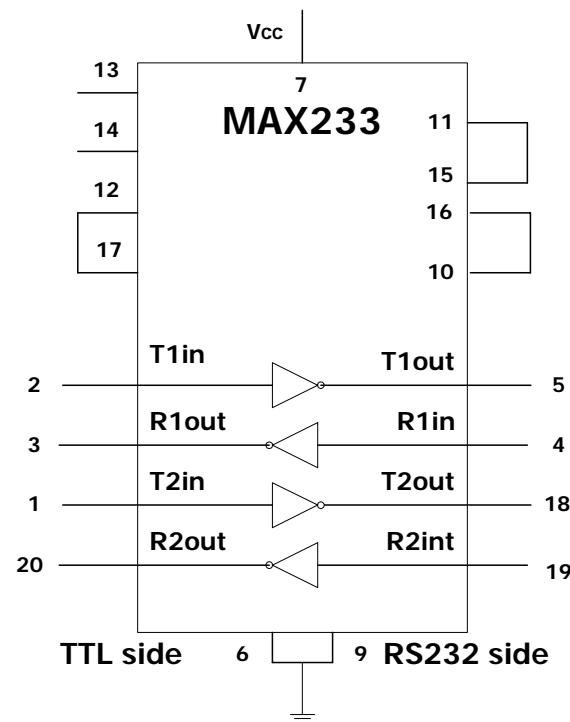 Vcc
13
7
MAX233
14
11
12
15
16
17
10
T1in
T1out
2
5
R1out
R1in
3
4
T2in
T2out
1
18
R2out
R2int
20
19
TTL side
6
9
RS232 side